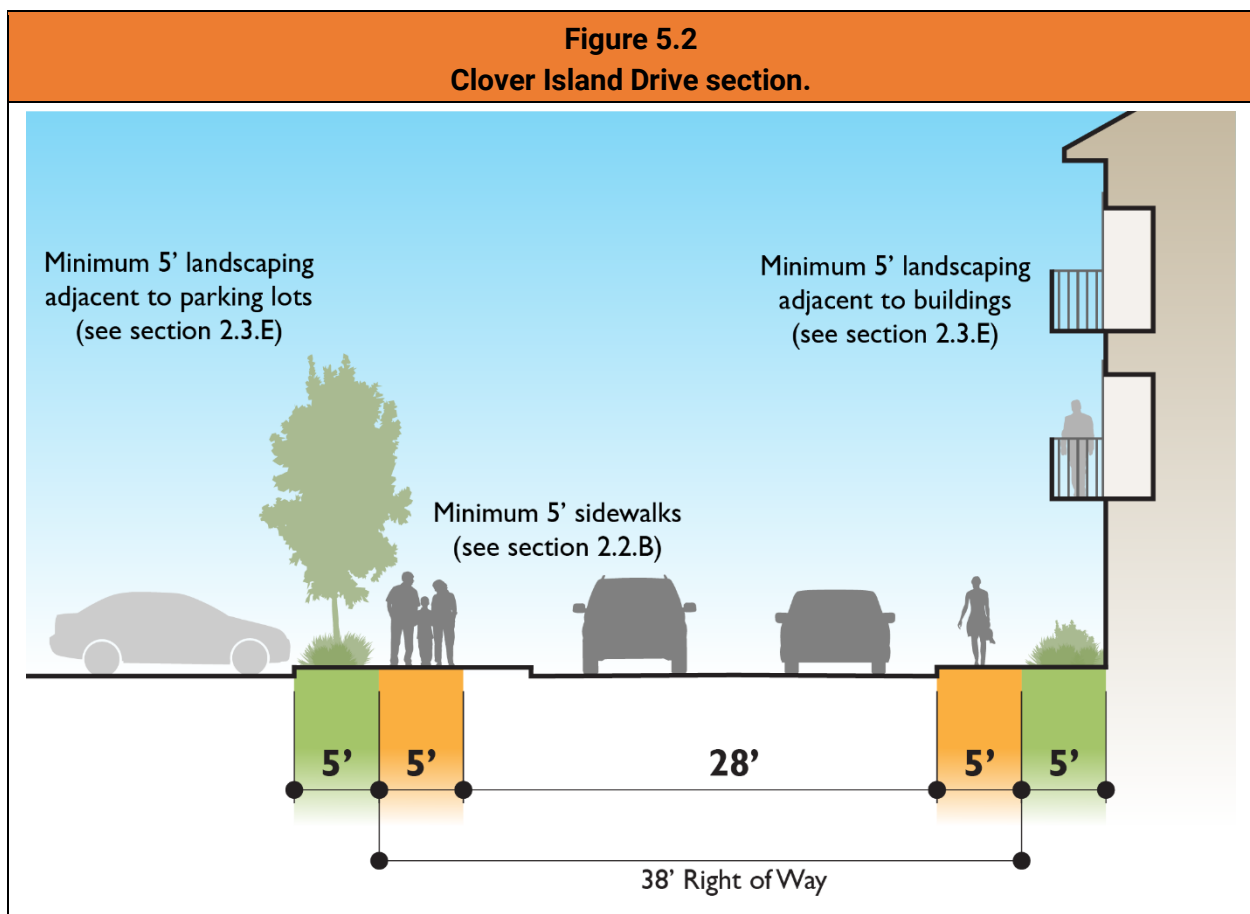 Figure 5.2
Clover Island Drive section.
Minimum 5’ landscaping
adjacent to parking lots
(see section 2.3.E)
Minimum 5’ landscaping
adjacent to buildings
(see section 2.3.E)
Minimum 5’ sidewalks
(see section 2.2.B)
5’ 5’ 28’ 5’ 5’
38’ Right of Way